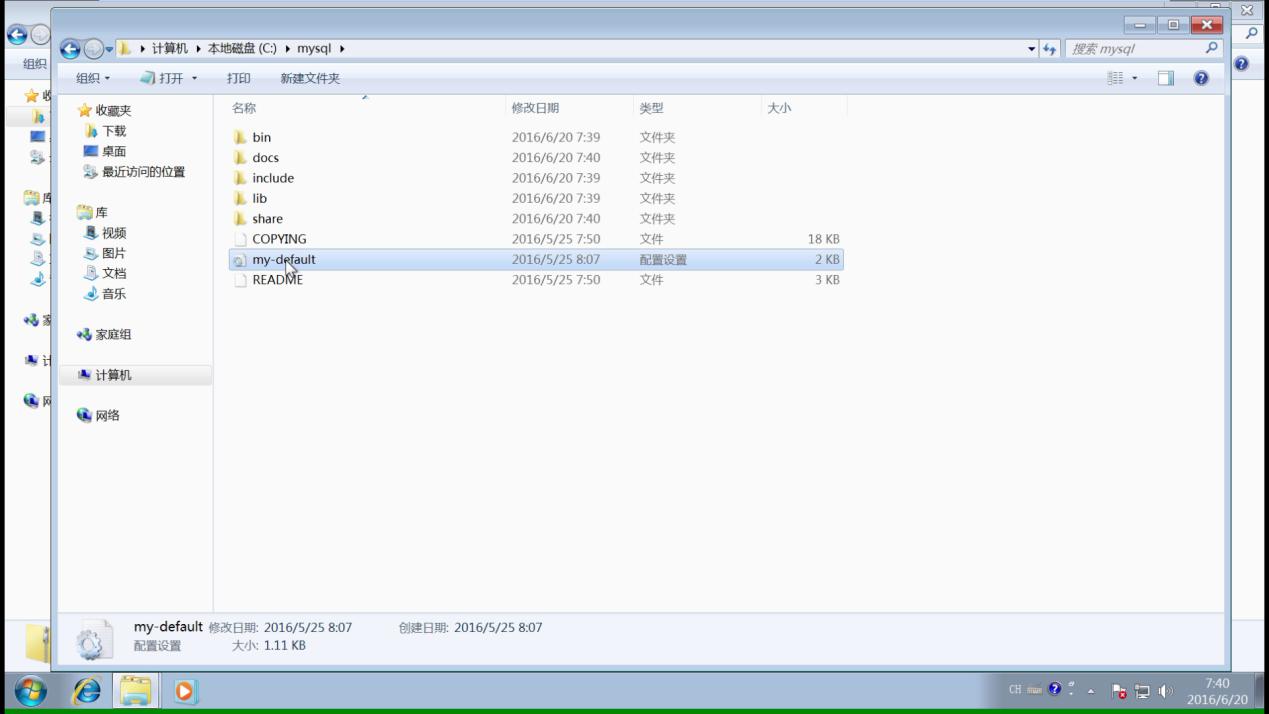 计算机 本地磁盘 (C:) mysql
搜索 mysql
组织
组织 打开 打印 新建文件夹
名称 修改日期 类型 大小
收藏夹
下载
桌面
最近访问的位置
库
视频
图片
文档
音乐
家庭组
计算机
网络
bin 2016/6/20 7:39 文件夹
docs 2016/6/20 7:40 文件夹
include 2016/6/20 7:39 文件夹
lib 2016/6/20 7:39 文件夹
share 2016/6/20 7:40 文件夹
COPYING 2016/5/25 7:50 文件 18 KB
my-default 2016/5/25 8:07 配置设置 2 KB
README 2016/5/25 7:50 文件 3 KB
my-default 修改日期: 2016/5/25 8:07 创建日期: 2016/5/25 8:07
配置设置 大小: 1.11 KB
CH
7:40
2016/6/20